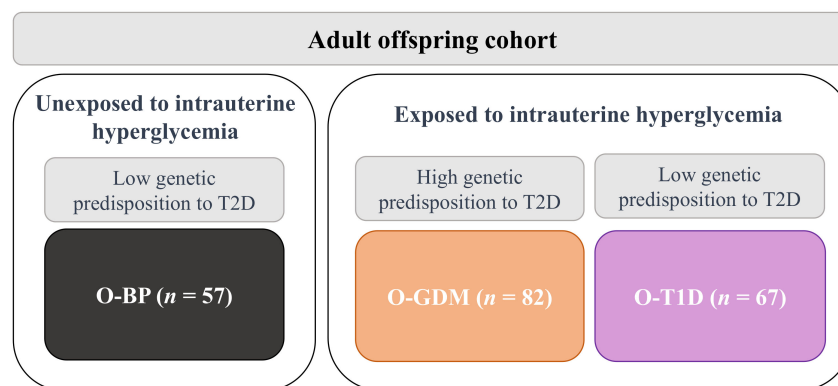 Adult offspring cohort
Unexposed to intrauterine
hyperglycemia
Low genetic
predisposition to T2D
O-BP (n = 57)
Exposed to intrauterine hyperglycemia
High genetic
predisposition to T2D
O-GDM (n = 82)
Low genetic
predisposition to T2D
O-T1D (n = 67)